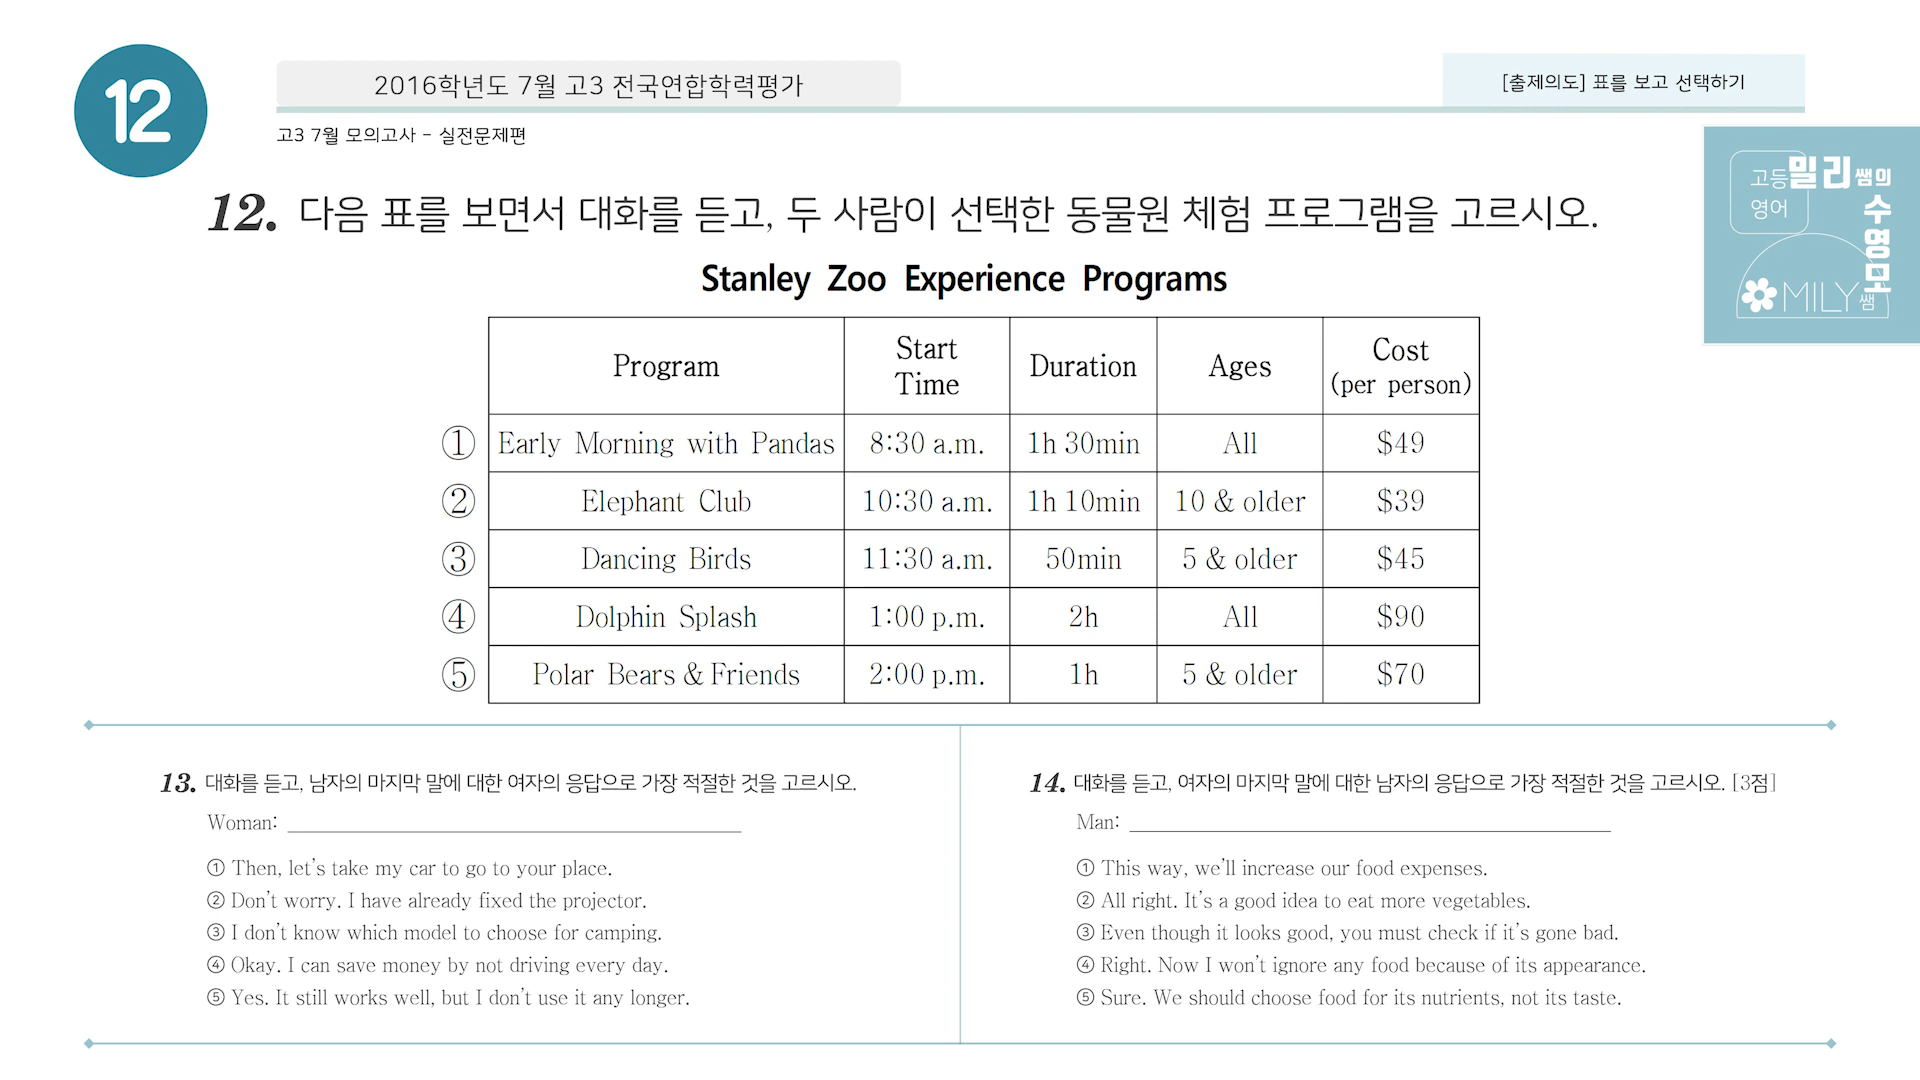 12
2016학년도 7월 고3 전국연합학력평가
[출제의도] 표를 보고 선택하기
고3 7월 모의고사 - 실전문제편
고등 밀리쌤의
영어
수영모
MILY쌤
12. 다음 표를 보면서 대화를 듣고, 두 사람이 선택한 동물원 체험 프로그램을 고르시오.
Stanley Zoo Experience Programs
Program Start Time Duration Ages Cost (per person)
① Early Morning with Pandas 8:30 a.m. 1h 30min All $49
② Elephant Club 10:30 a.m. 1h 10min 10 & older $39
③ Dancing Birds 11:30 a.m. 50min 5 & older $45
④ Dolphin Splash 1:00 p.m. 2h All $90
⑤ Polar Bears & Friends 2:00 p.m. 1h 5 & older $70
13. 대화를 듣고, 남자의 마지막 말에 대한 여자의 응답으로 가장 적절한 것을 고르시오.
Woman:
① Then, let's take my car to go to your place.
② Don't worry. I have already fixed the projector.
③ I don't know which model to choose for camping.
④ Okay. I can save money by not driving every day.
⑤ Yes. It still works well, but I don't use it any longer.
14. 대화를 듣고, 여자의 마지막 말에 대한 남자의 응답으로 가장 적절한 것을 고르시오. [3점]
Man:
① This way, we'll increase our food expenses.
② All right. It's a good idea to eat more vegetables.
③ Even though it looks good, you must check if it's gone bad.
④ Right. Now I won't ignore any food because of its appearance.
⑤ Sure. We should choose food for its nutrients, not its taste.